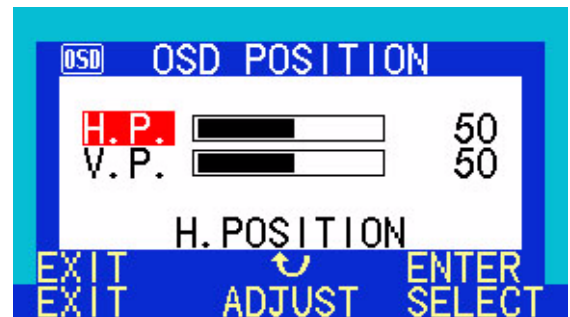 OSD OSD POSITION
H.P. 50
V.P. 50
H.POSITION
EXIT ENTER
EXIT ADJUST SELECT